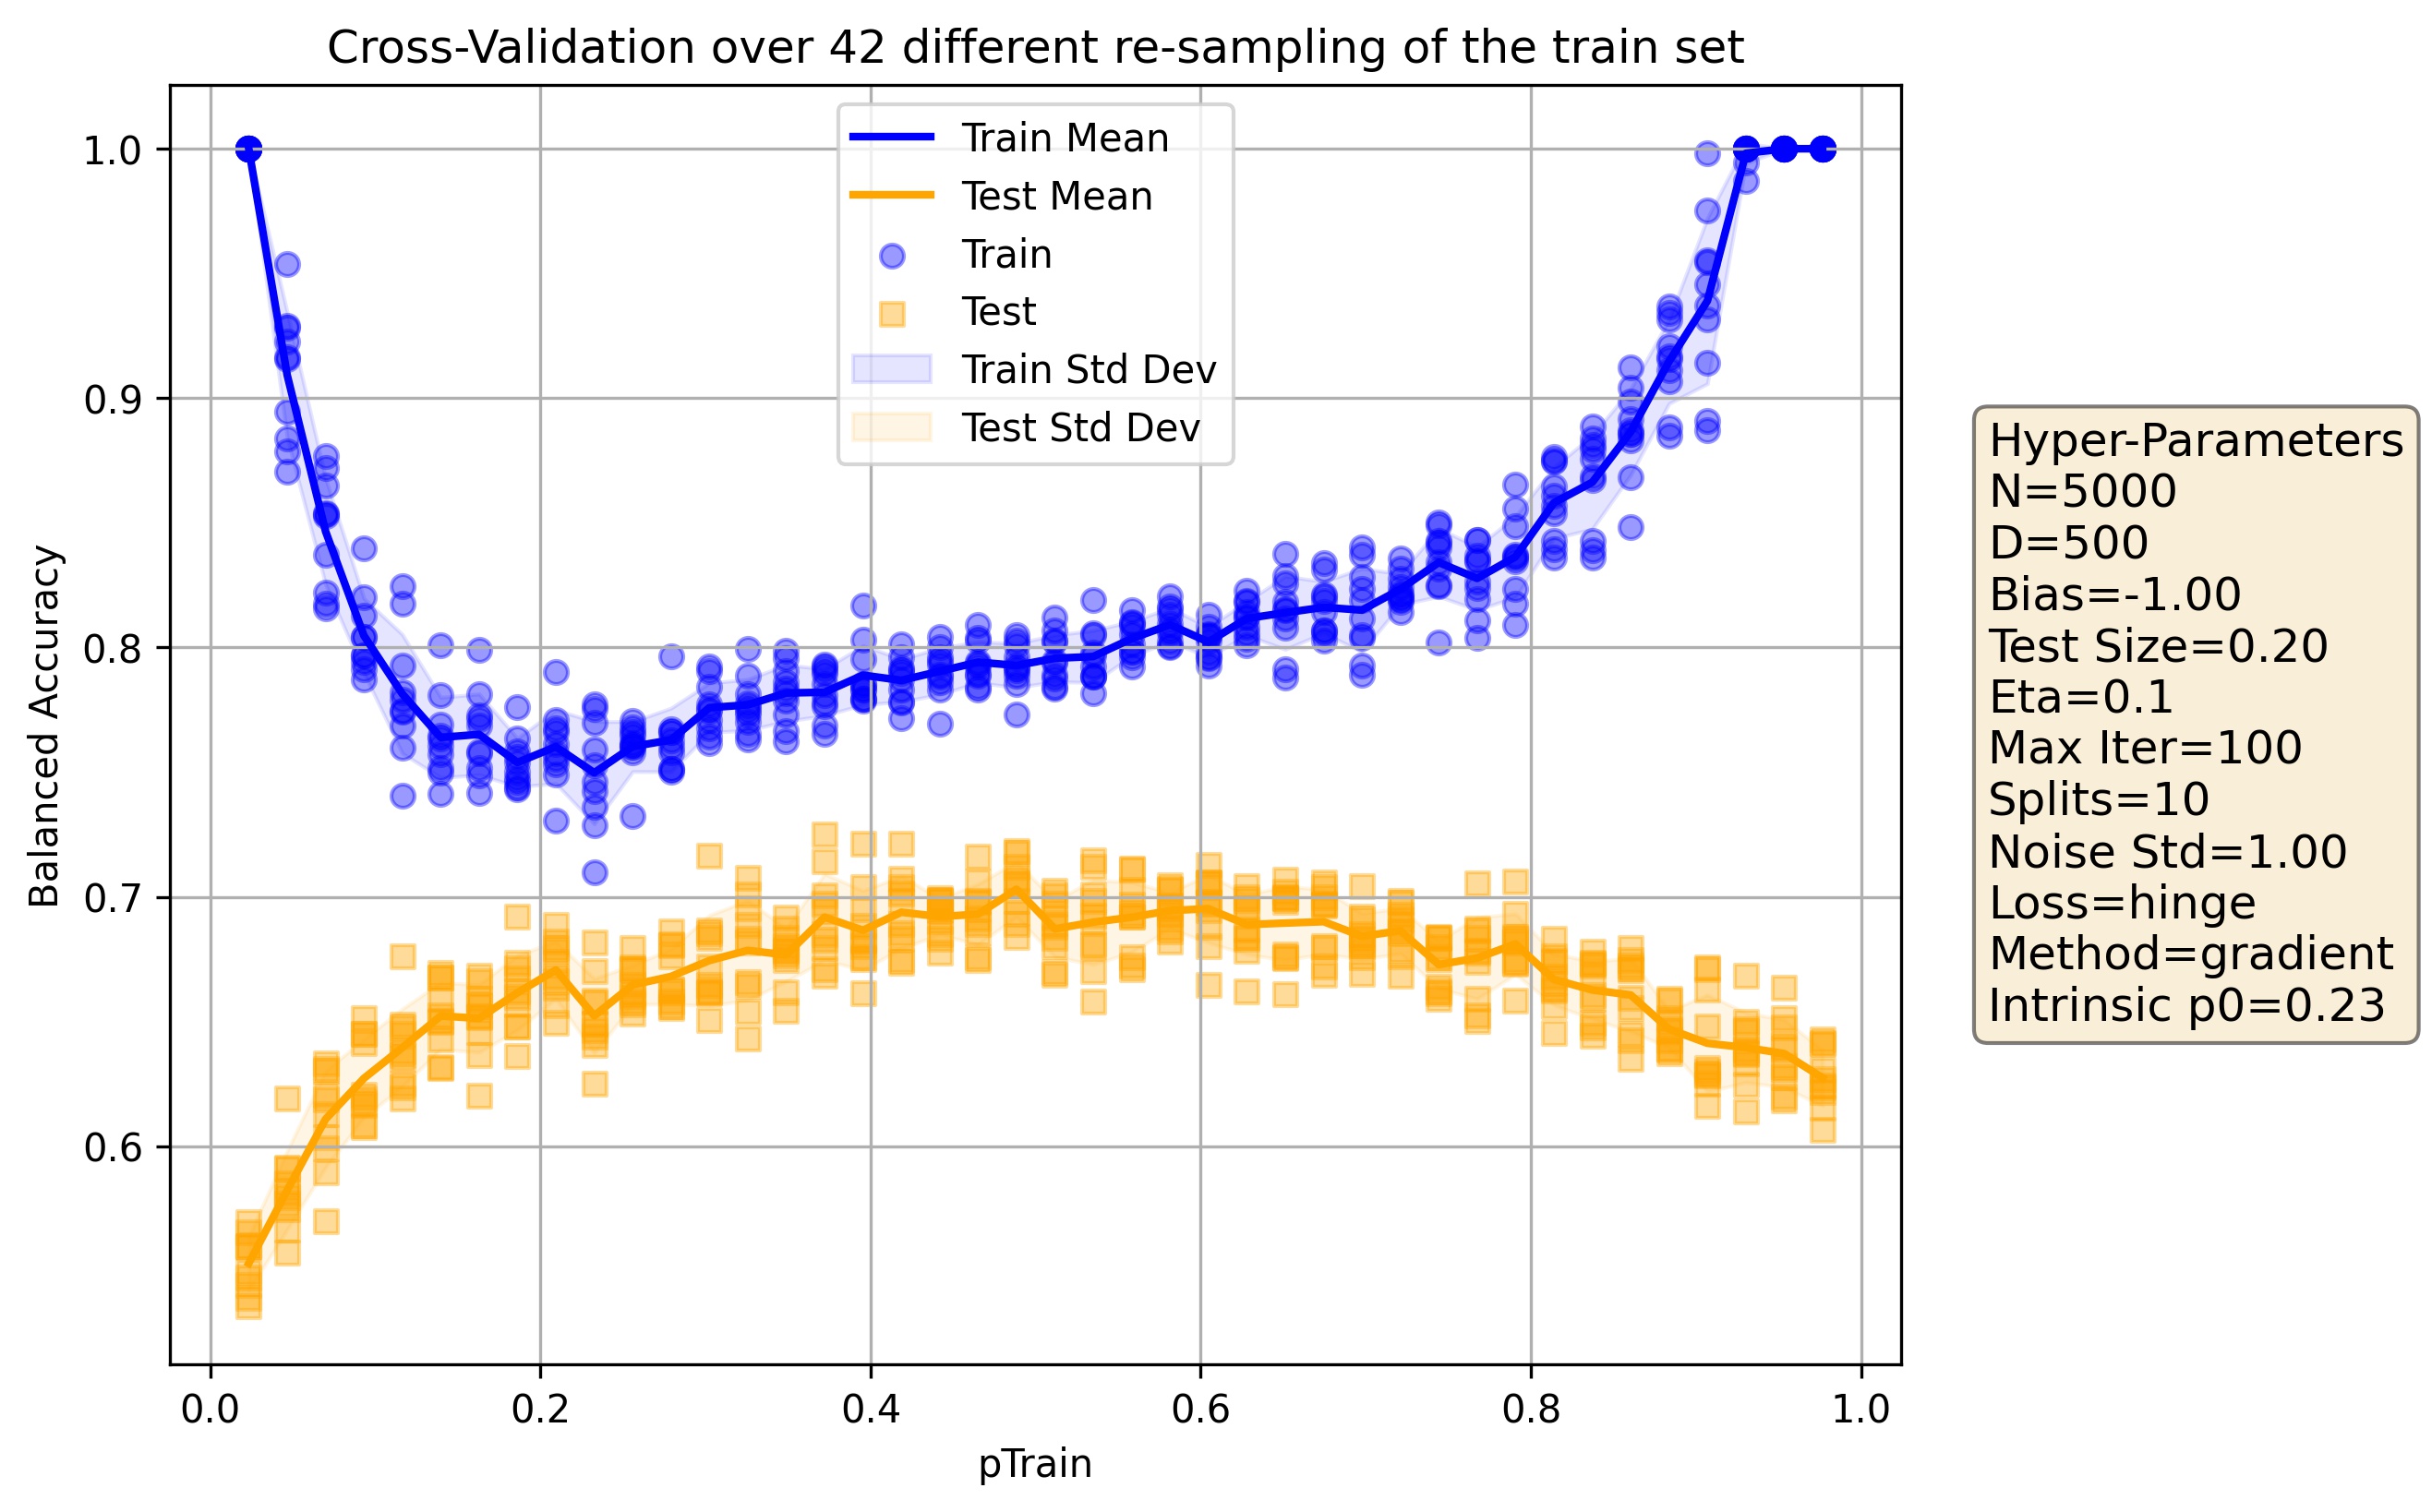 Cross-Validation over 42 different re-sampling of the train set
Balanced Accuracy
1.0
0.9
0.8
0.7
0.6
Train Mean
Test Mean
Train
Test
Train Std Dev
Test Std Dev
0.0 0.2 0.4 0.6 0.8 1.0
pTrain
Hyper-Parameters
N=5000
D=500
Bias=-1.00
Test Size=0.20
Eta=0.1
Max Iter=100
Splits=10
Noise Std=1.00
Loss=hinge
Method=gradient
Intrinsic p0=0.23